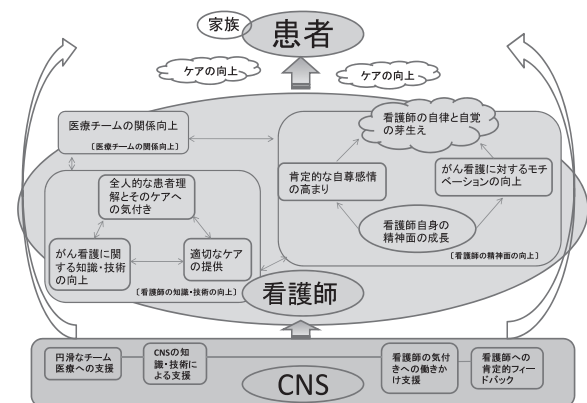 家族
患者
ケアの向上
ケアの向上
医療チームの関係向上
〔医療チームの関係向上〕
看護師の自律と自覚
の芽生え
全人的な患者理
解とそのケアへ
の気付き
肯定的な自尊感情
の高まり
がん看護に対するモチ
ベーションの向上
がん看護に関
する知識・技術
の向上
適切なケア
の提供
〔看護師の知識・技術の向上〕
看護師自身の
精神面の成長
〔看護師の精神面の向上〕
看護師
円滑なチーム
医療への支援
CNSの知
識・技術に
よる支援
看護師の気付
きへの働きか
け支援
看護師への
肯定的フィー
ドバック
CNS